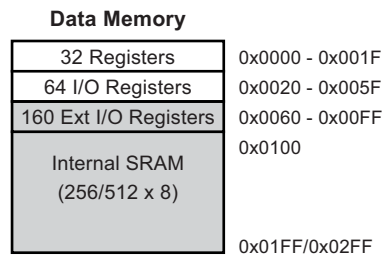 Data Memory
32 Registers 0x0000 - 0x001F
64 I/O Registers 0x0020 - 0x005F
160 Ext I/O Registers 0x0060 - 0x00FF
0x0100
Internal SRAM
(256/512 x 8)
0x01FF/0x02FF